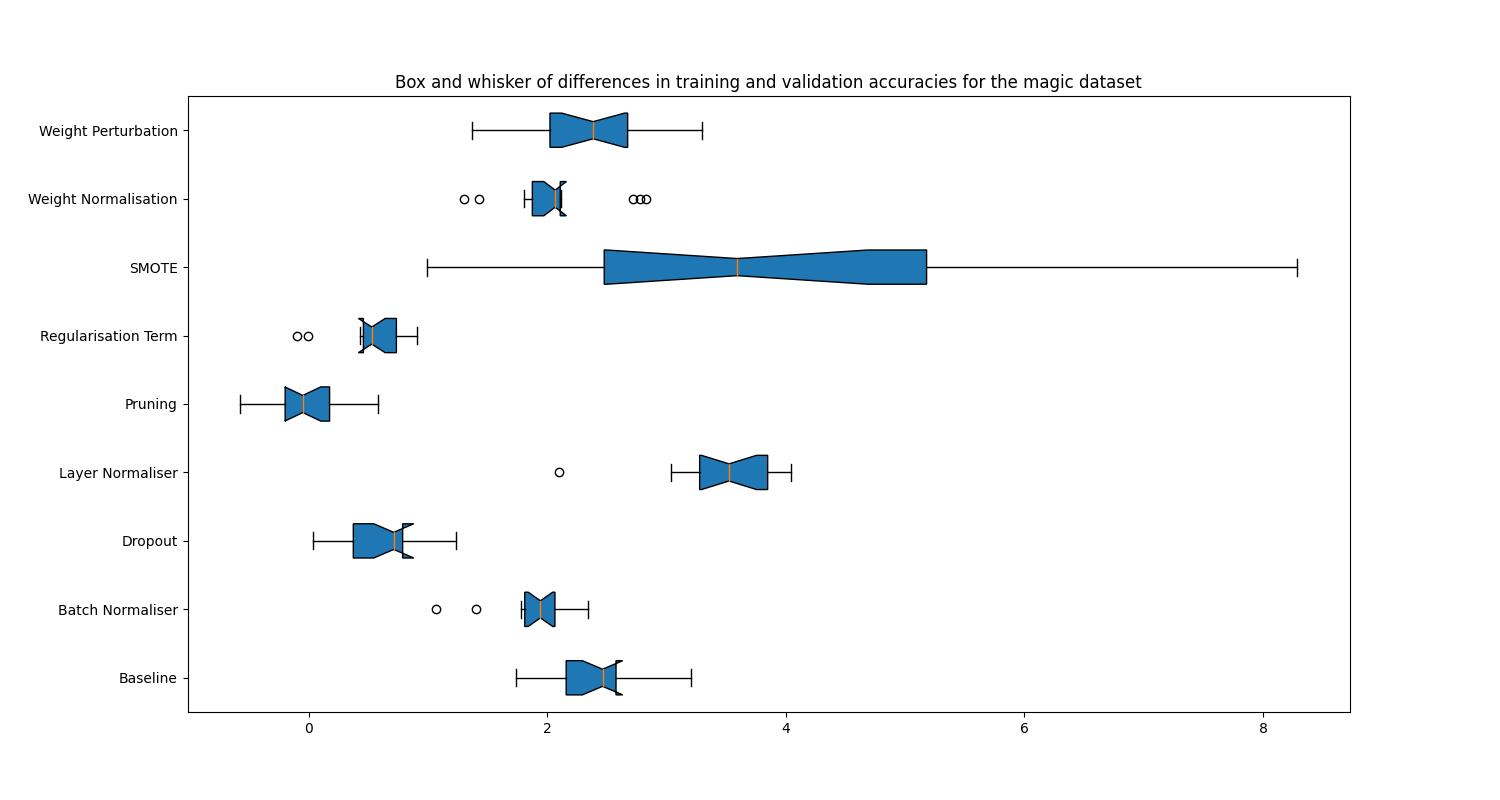 Box and whisker of differences in training and validation accuracies for the magic dataset
Weight Perturbation
Weight Normalisation
SMOTE
Regularisation Term
Pruning
Layer Normaliser
Dropout
Batch Normaliser
Baseline
0 2 4 6 8